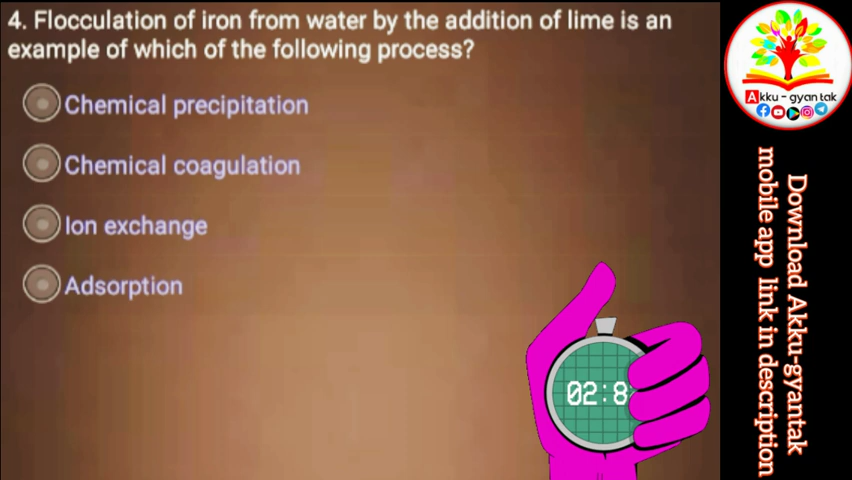 4. Flocculation of iron from water by the addition of lime is an
example of which of the following process?
Chemical precipitation
Chemical coagulation
Ion exchange
Adsorption
02:8
Akku - gyan tak
Download Akku-gyantak
mobile app link in description